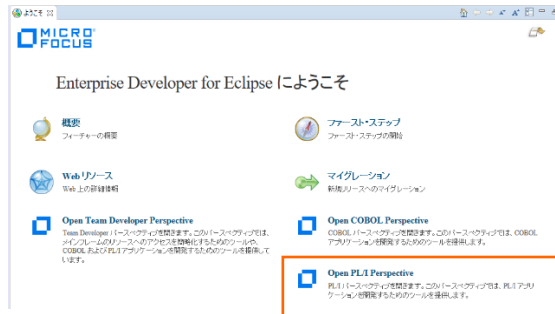 ようこそ
MICRO
FOCUS
Enterprise Developer for Eclipse にようこそ
概要
フィーチャーの概要
ファースト・ステップ
ファースト・ステップの開始
Web リソース
Web 上の詳細情報
マイグレーション
新規リリースへのマイグレーション
Open Team Developer Perspective
Team Developer パースペクティブを開きます。このパースペクティブでは、
メインフレームのリソースへのアクセスを簡略化するためのツールや、
COBOL および PL/I アプリケーションを開発するためのツールを提供して
います。
Open COBOL Perspective
COBOL パースペクティブを開きます。このパースペクティブでは、COBOL
アプリケーションを開発するためのツールを提供します。
Open PL/I Perspective
PL/I パースペクティブを開きます。このパースペクティブでは、PL/I アプリ
ケーションを開発するためのツールを提供します。